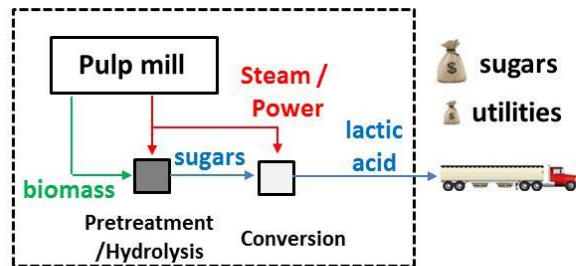 Pulp mill
Steam /
Power
biomass
sugars
lactic
acid
Pretreatment
/Hydrolysis
Conversion
$ sugars
$ utilities